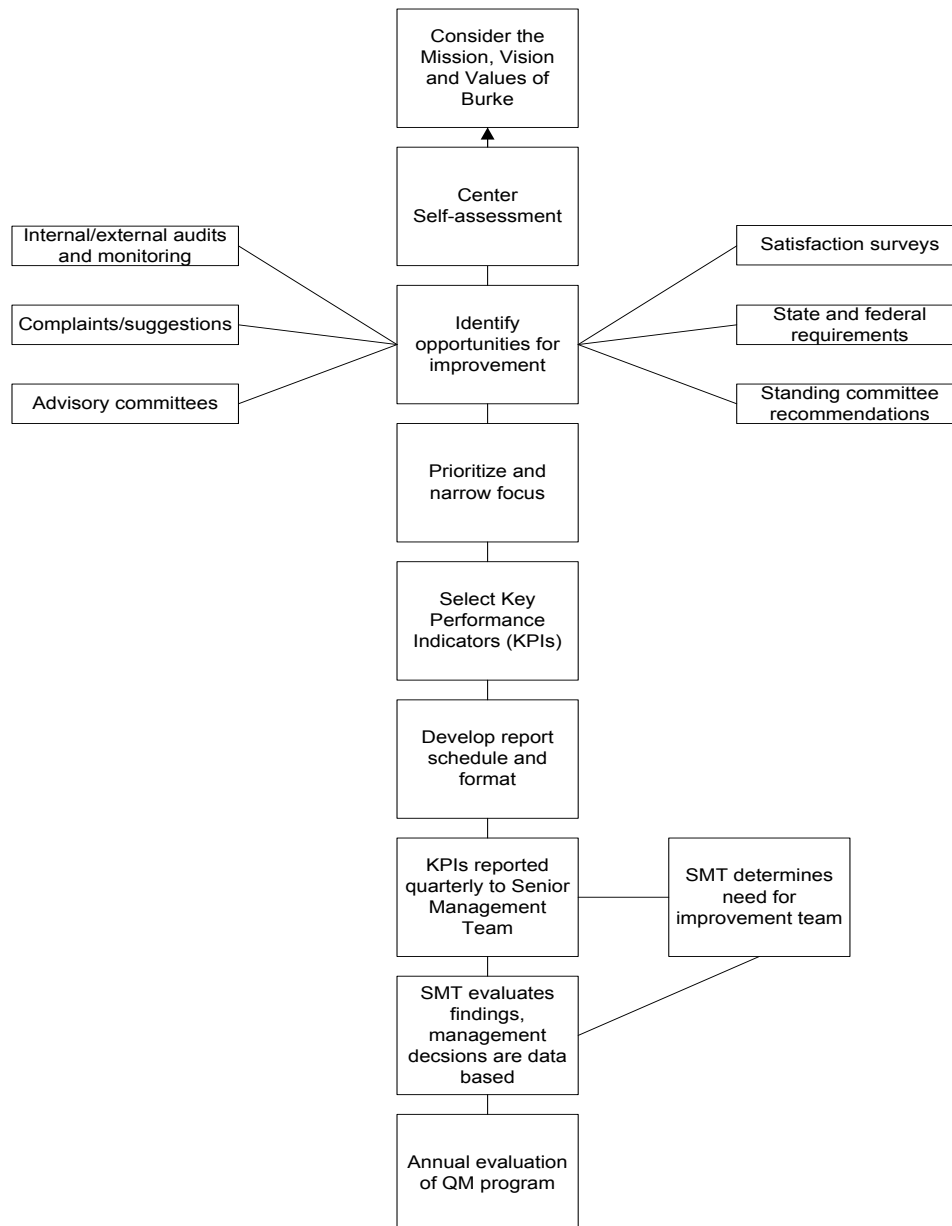 Consider the
Mission, Vision
and Values of
Burke
Center
Self-assessment
Internal/external audits
and monitoring
Complaints/suggestions
Advisory committees
Identify
opportunities for
improvement
Satisfaction surveys
State and federal
requirements
Standing committee
recommendations
Prioritize and
narrow focus
Select Key
Performance
Indicators (KPIs)
Develop report
schedule and
format
KPIs reported
quarterly to Senior
Management
Team
SMT determines
need for
improvement team
SMT evaluates
findings,
management
decsions are data
based
Annual evaluation
of QM program